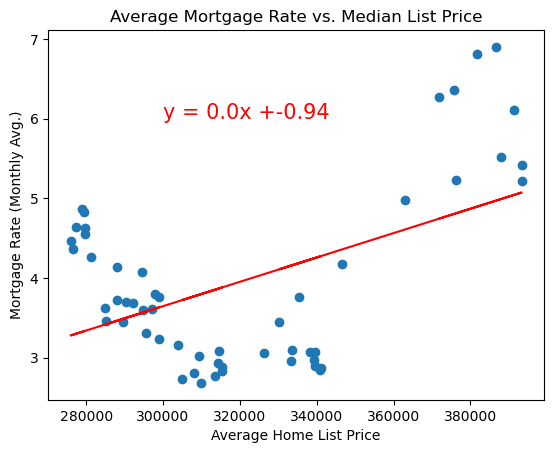 Average Mortgage Rate vs. Median List Price
7
y = 0.0x +-0.94
6
5
4
3
Mortgage Rate (Monthly Avg.)
280000 300000 320000 340000 360000 380000
Average Home List Price